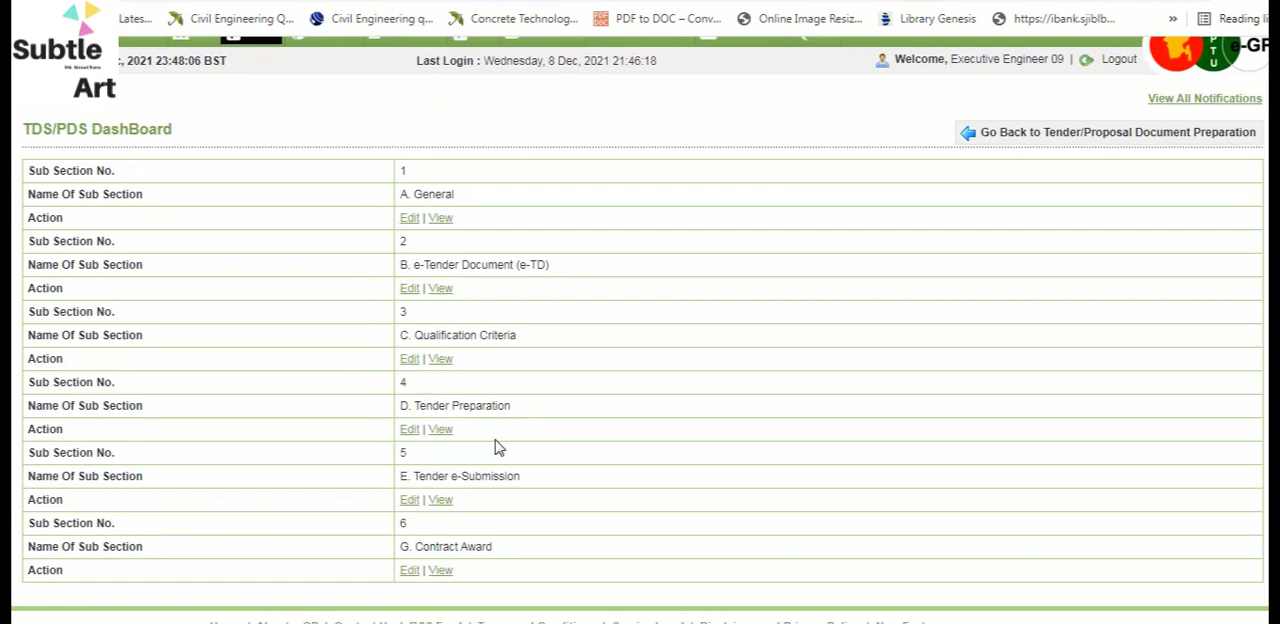 Lates...
Civil Engineering Q...
Civil Engineering q...
Concrete Technolog...
PDF to DOC – Conv...
Online Image Resiz...
Library Genesis
https://ibank.sjiblb...
»
Reading li
Subtle
Art
, 2021 23:48:06 BST
Last Login : Wednesday, 8 Dec, 2021 21:46:18
Welcome, Executive Engineer 09 |
Logout
P
T
U
e-GP
View All Notifications
TDS/PDS DashBoard
Go Back to Tender/Proposal Document Preparation
Sub Section No. 1
Name Of Sub Section A. General
Action Edit | View
Sub Section No. 2
Name Of Sub Section B. e-Tender Document (e-TD)
Action Edit | View
Sub Section No. 3
Name Of Sub Section C. Qualification Criteria
Action Edit | View
Sub Section No. 4
Name Of Sub Section D. Tender Preparation
Action Edit | View
Sub Section No. 5
Name Of Sub Section E. Tender e-Submission
Action Edit | View
Sub Section No. 6
Name Of Sub Section G. Contract Award
Action Edit | View